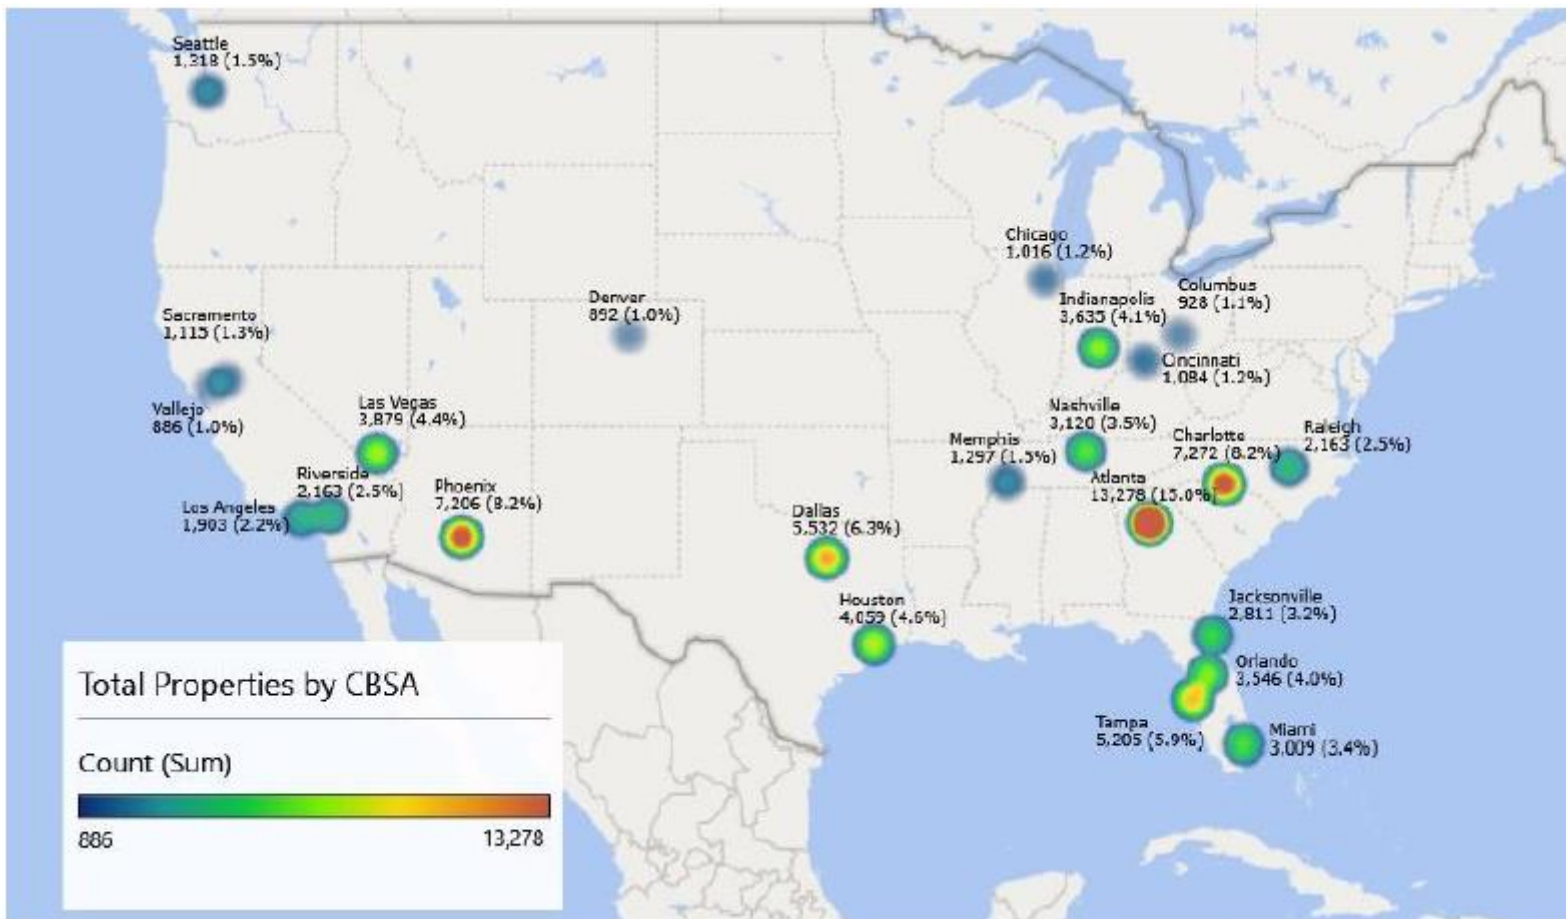 Seattle
1,318 (1.5%)
Chicago
1,016 (1.2%)
Columbus
928 (1.1%)
Denver
892 (1.0%)
Indianapolis
3,635 (4.1%)
Sacramento
1,115 (1.3%)
Cincinnati
1,084 (1.2%)
Vallejo
886 (1.0%)
Las Vegas
3,879 (4.4%)
Nashville
3,120 (3.5%)
Memphis
1,297 (1.5%)
Charlotte
7,272 (8.2%)
Raleigh
2,163 (2.5%)
Riverside
2,163 (2.5%)
Phoenix
7,206 (8.2%)
Atlanta
13,278 (15.0%)
Los Angeles
1,903 (2.2%)
Dallas
5,532 (6.3%)
Houston
4,059 (4.6%)
Jacksonville
2,811 (3.2%)
Orlando
3,546 (4.0%)
Tampa
5,205 (5.9%)
Miami
3,009 (3.4%)
Total Properties by CBSA
Count (Sum)
886
13,278